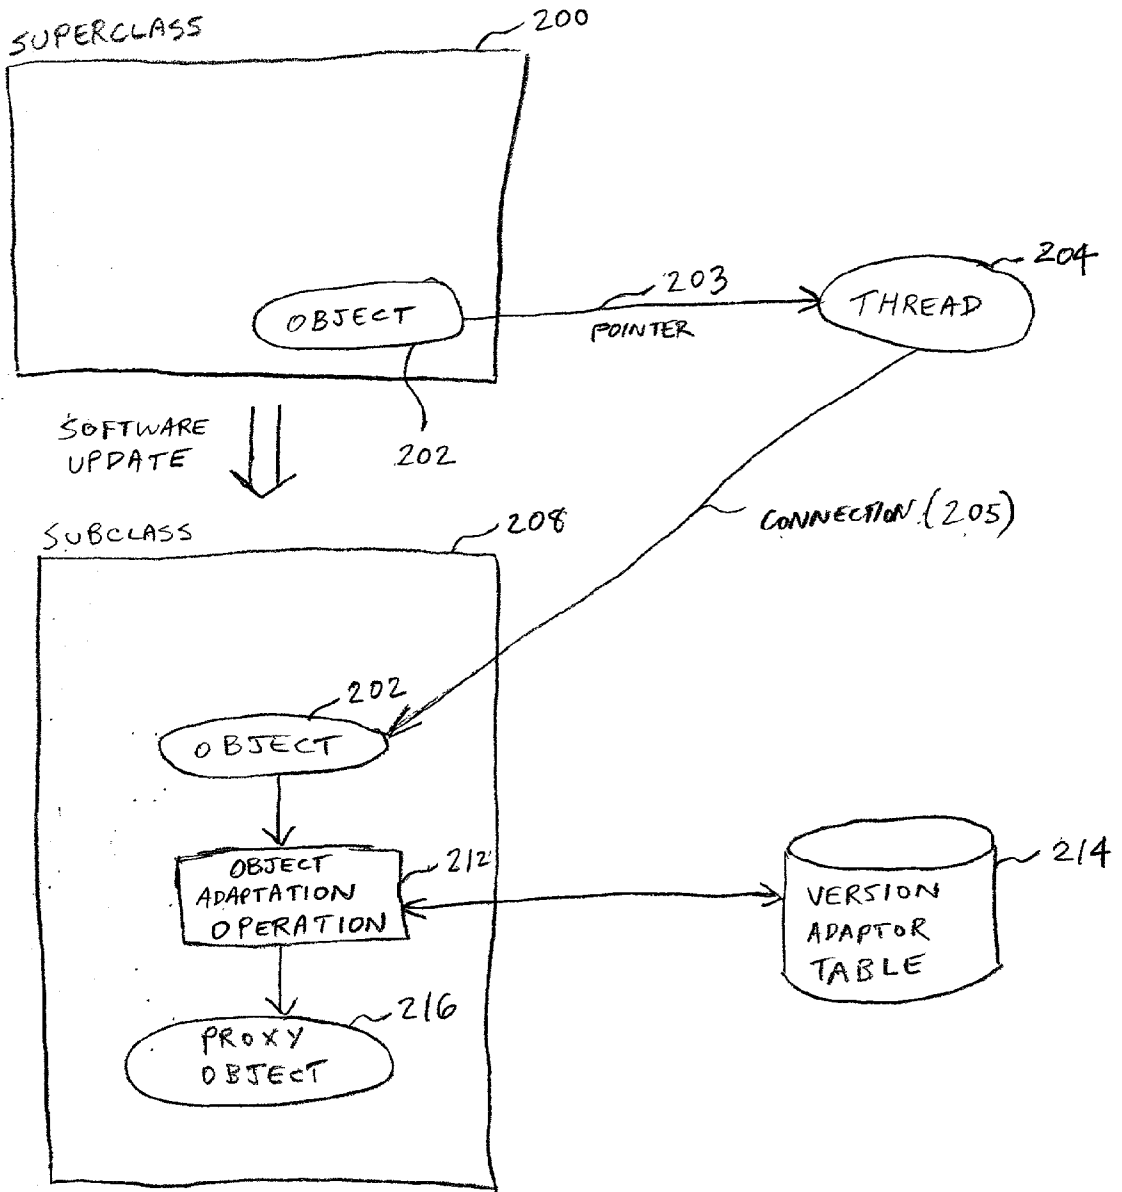 SUPERCLASS
200
203
204
OBJECT
POINTER
THREAD
202
SOFTWARE
UPDATE
CONNECTION (205)
SUBCLASS
208
202
OBJECT
OBJECT
ADAPTATION
OPERATION
212
VERSION
ADAPTOR
TABLE
214
216
PROXY
OBJECT